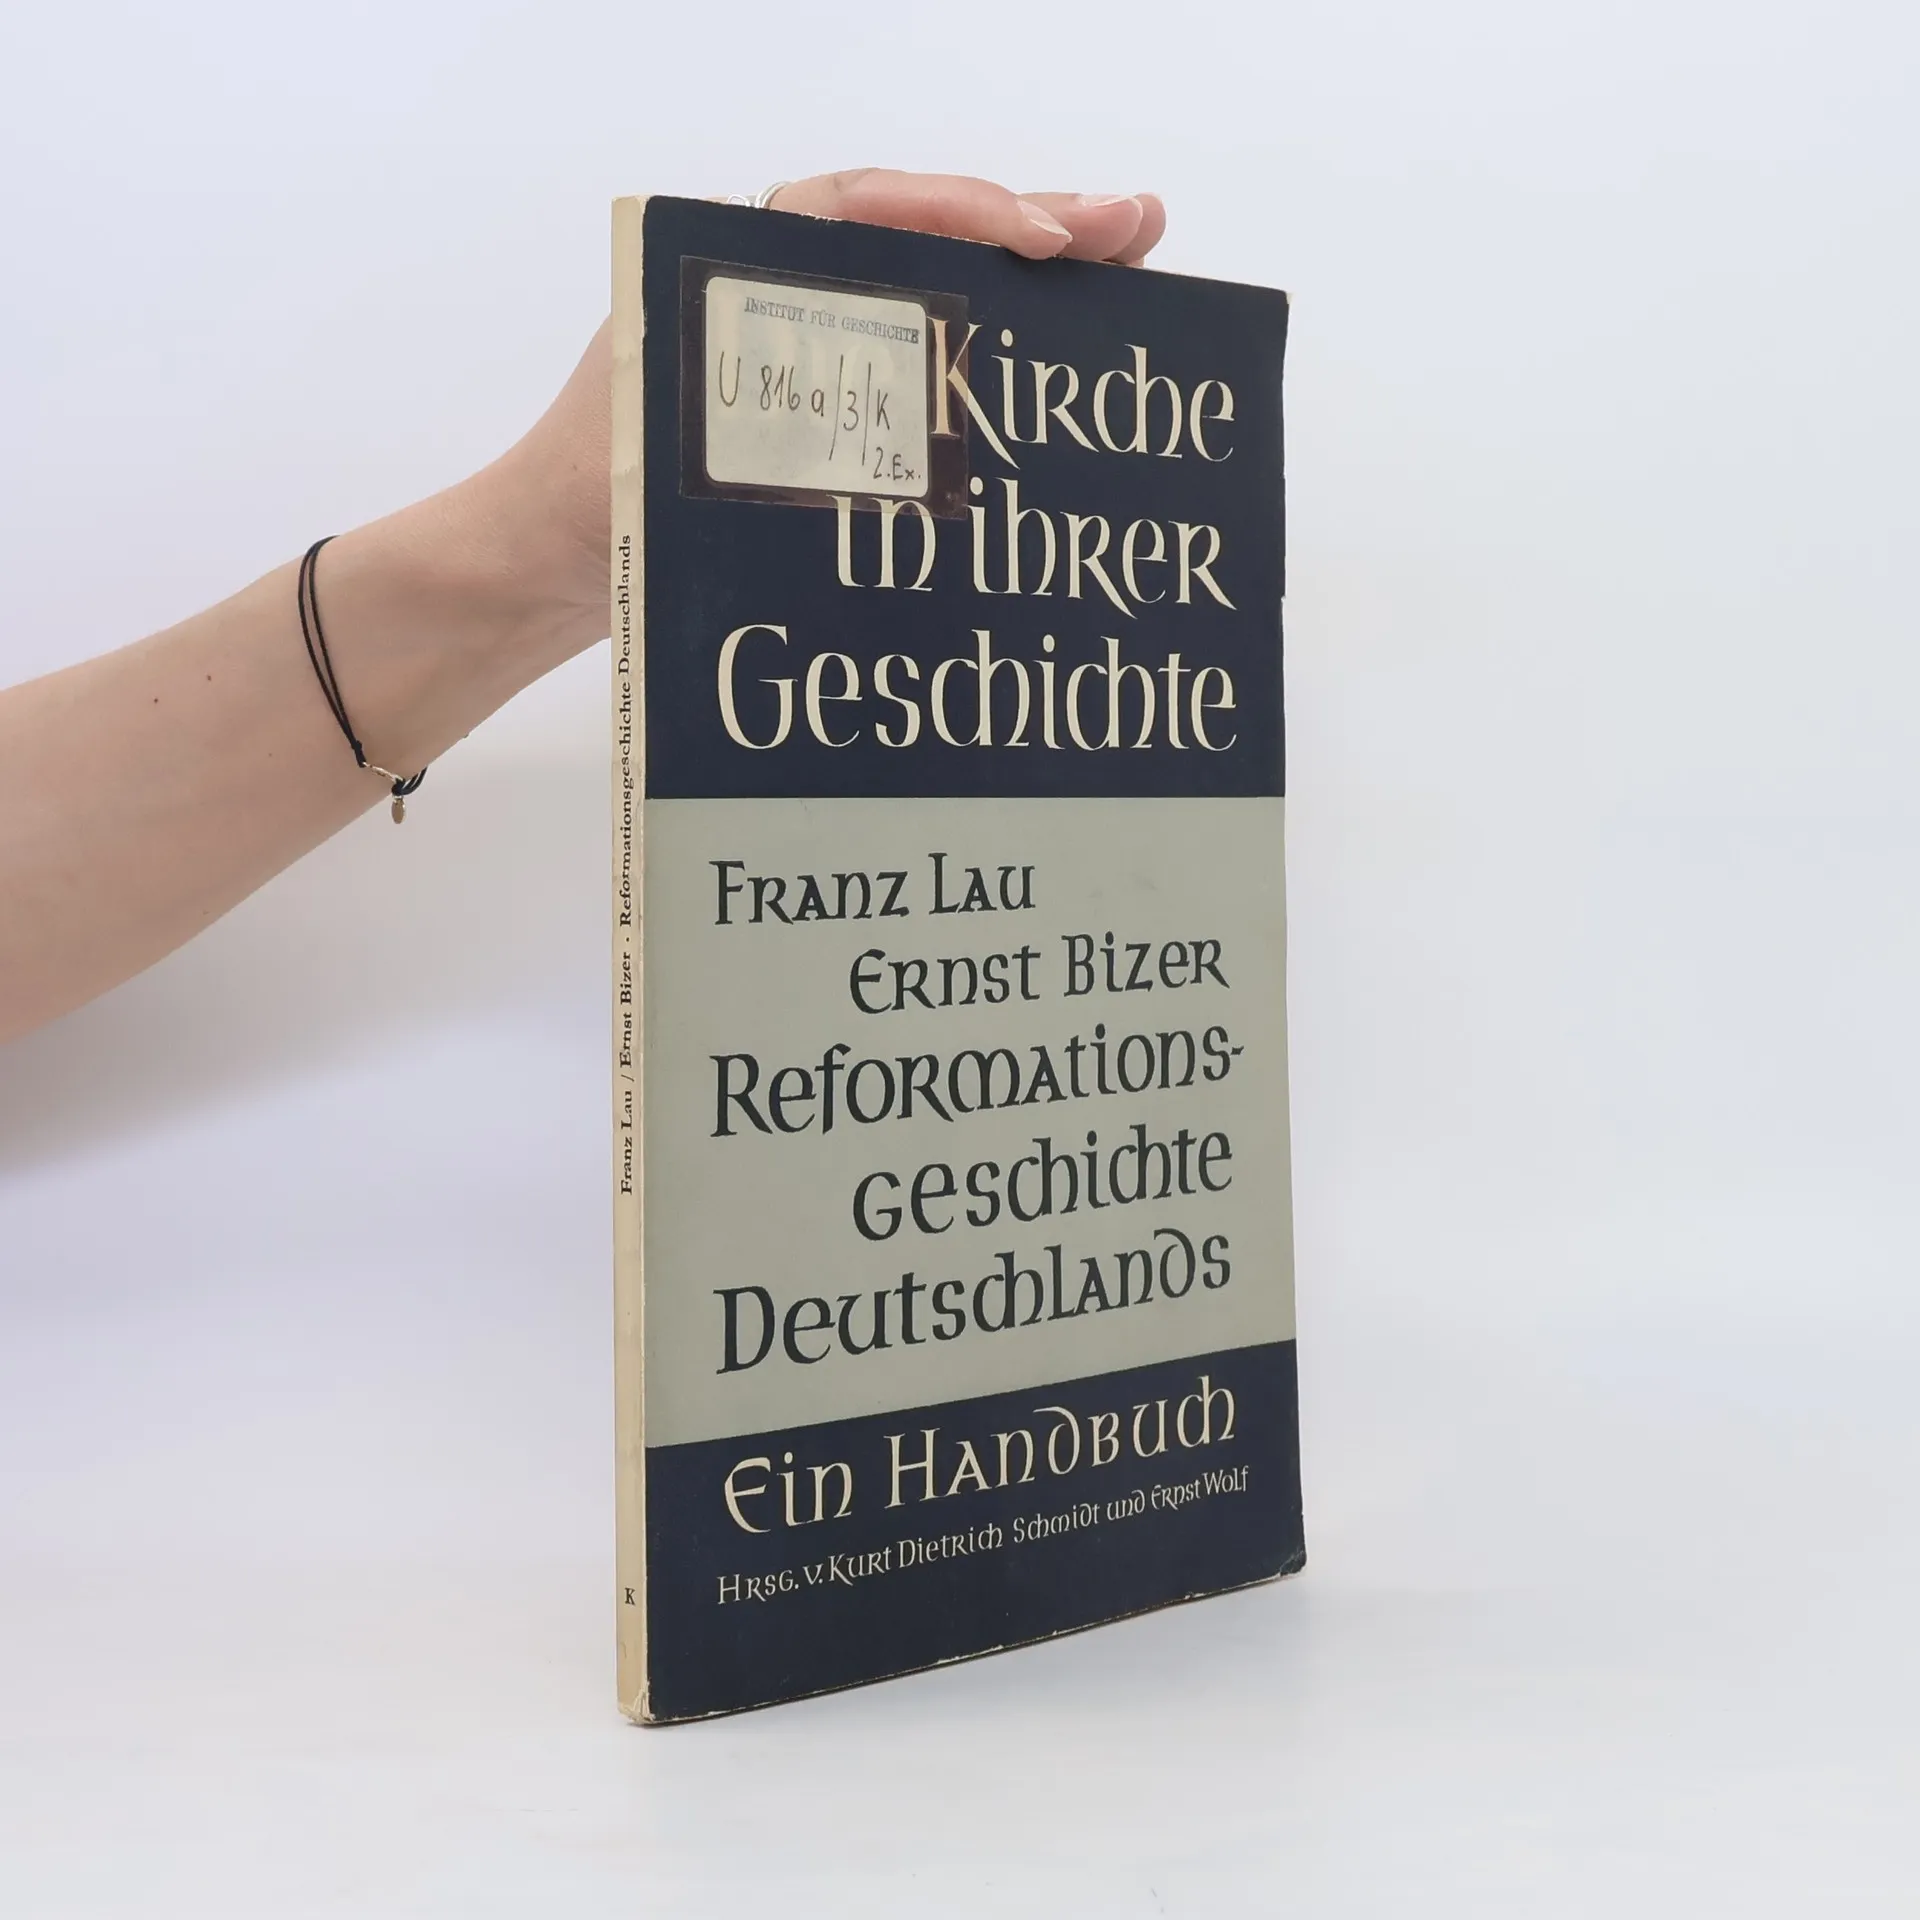 INSTITUT FÜR GESCHICHTE
U 816 a/3/K
2.Ex.
Kirche
in ihrer
Geschichte
Franz Lau
Ernst Bizer
Reformations-
geschichte
Deutschlands
Ein Handbuch
Hrsg. v. Kurt Dietrich Schmidt und Ernst Wolf
Franz Lau / Ernst Bizer · Reformationsgeschichte Deutschlands
K